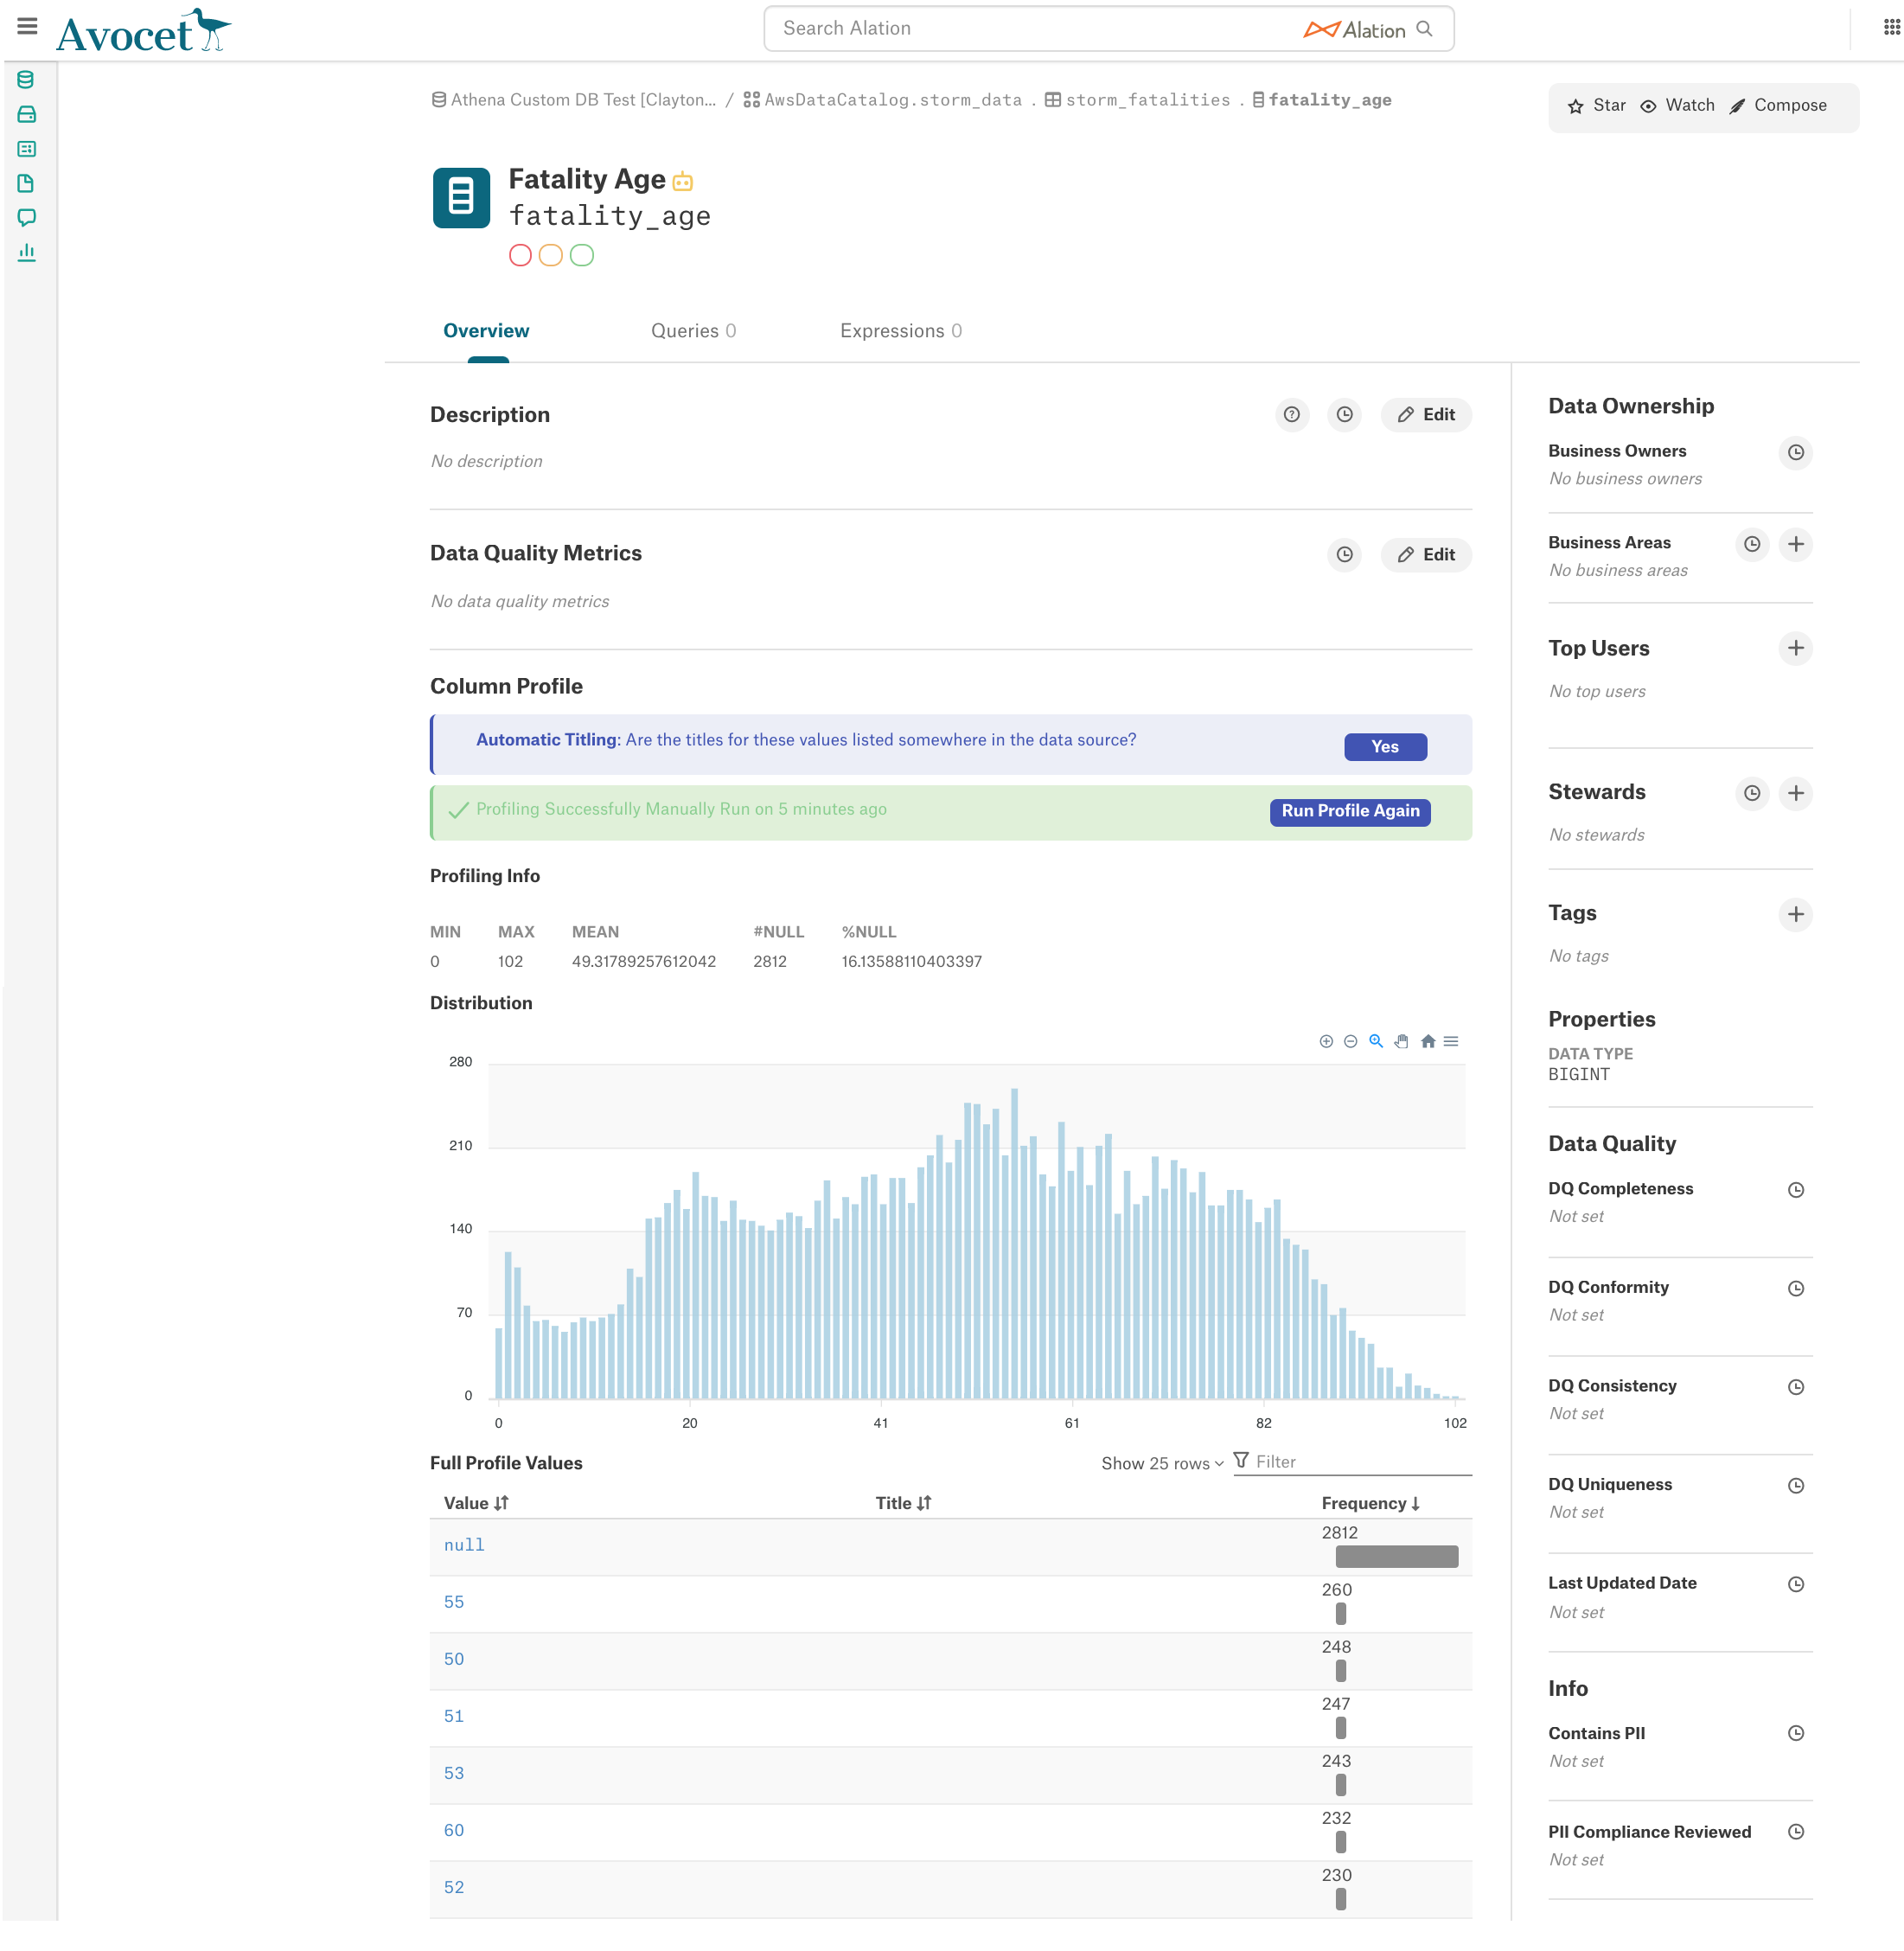 Avocet
Search Alation
Alation
Athena Custom DB Test [Clayton... / AwsDataCatalog.storm_data . storm_fatalities . fatality_age
Star Watch Compose
Fatality Age
fatality_age
Overview
Queries 0
Expressions 0
Description
Edit
No description
Data Quality Metrics
Edit
No data quality metrics
Column Profile
Automatic Titling: Are the titles for these values listed somewhere in the data source?
Yes
Profiling Successfully Manually Run on 5 minutes ago
Run Profile Again
Profiling Info
MIN MAX MEAN #NULL %NULL
0 102 49.31789257612042 2812 16.13588110403397
Distribution
280
210
140
70
0
0 20 41 61 82 102
Full Profile Values
Show 25 rows
Filter
Value Title Frequency
null 2812
55 260
50 248
51 247
53 243
60 232
52 230
Data Ownership
Business Owners
No business owners
Business Areas
No business areas
Top Users
No top users
Stewards
No stewards
Tags
No tags
Properties
DATA TYPE
BIGINT
Data Quality
DQ Completeness
Not set
DQ Conformity
Not set
DQ Consistency
Not set
DQ Uniqueness
Not set
Last Updated Date
Not set
Info
Contains PII
Not set
PII Compliance Reviewed
Not set